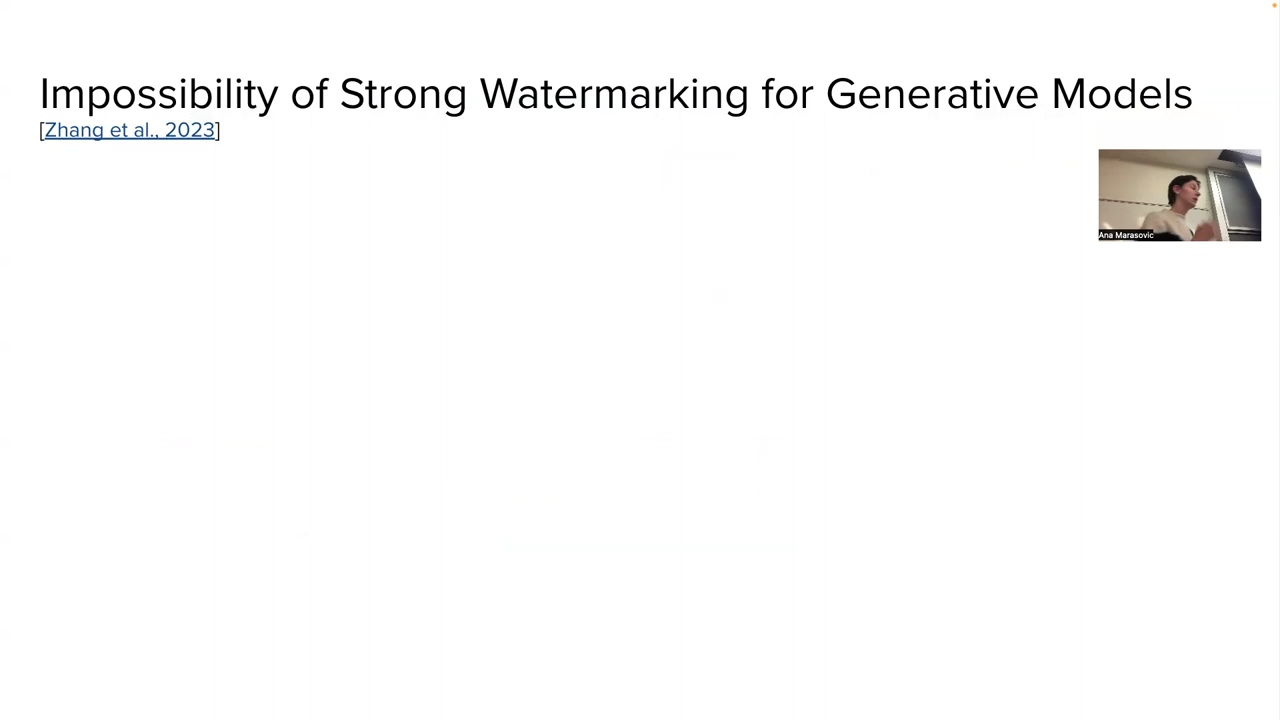 Impossibility of Strong Watermarking for Generative Models
[Zhang et al., 2023]
Ana Marasovic